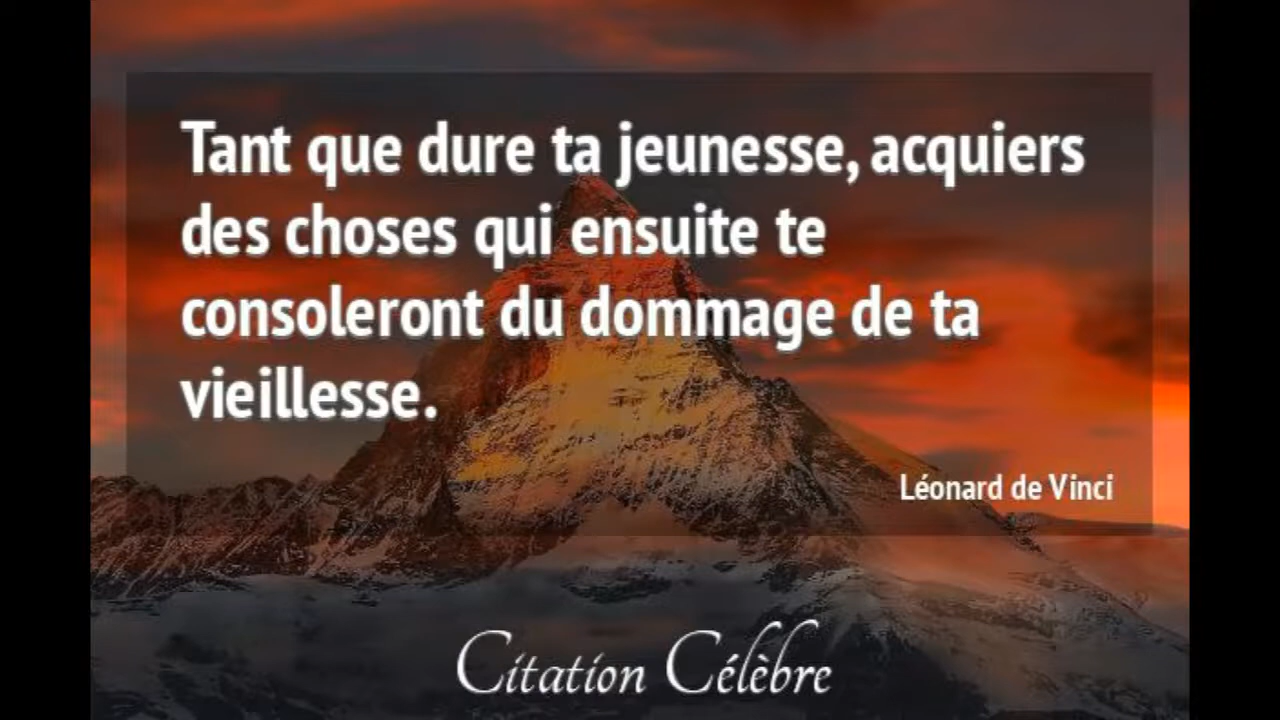 Tant que dure ta jeunesse, acquiers
des choses qui ensuite te
consoleront du dommage de ta
vieillesse.
Léonard de Vinci
Citation Célèbre